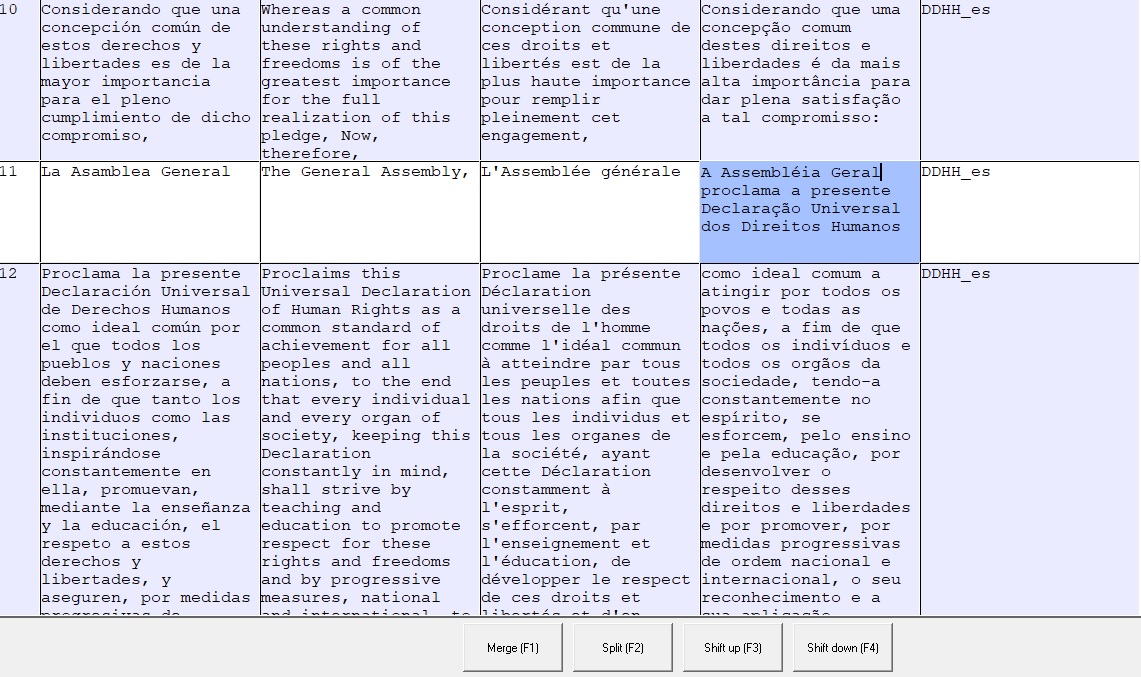 10
Considerando que una
concepción común de
estos derechos y
libertades es de la
mayor importancia
para el pleno
cumplimiento de dicho
compromiso,
Whereas a common
understanding of
these rights and
freedoms is of the
greatest importance
for the full
realization of this
pledge, Now,
therefore,
Considérant qu'une
conception commune de
ces droits et
libertés est de la
plus haute importance
pour remplir
pleinement cet
engagement,
Considerando que uma
concepção comum
destes direitos e
liberdades é da mais
alta importância para
dar plena satisfação
a tal compromisso:
DDHH_es
11
La Asamblea General
The General Assembly,
L'Assemblée générale
A Assembléia Geral
proclama a presente
Declaração Universal
dos Direitos Humanos
DDHH_es
12
Proclama la presente
Declaración Universal
de Derechos Humanos
como ideal común por
el que todos los
pueblos y naciones
deben esforzarse, a
fin de que tanto los
individuos como las
instituciones,
inspirándose
constantemente en
ella, promuevan,
mediante la enseñanza
y la educación, el
respeto a estos
derechos y
libertades, y
aseguren, por medidas
progresivas de
Proclaims this
Universal Declaration
of Human Rights as a
common standard of
achievement for all
peoples and all
nations, to the end
that every individual
and every organ of
society, keeping this
Declaration
constantly in mind,
shall strive by
teaching and
education to promote
respect for these
rights and freedoms
and by progressive
measures, national
and international, to
Proclame la présente
Déclaration
universelle des
droits de l'homme
comme l'idéal commun
à atteindre par tous
les peuples et toutes
les nations afin que
tous les individus et
tous les organes de
la société, ayant
cette Déclaration
constamment à
l'esprit,
s'efforcent, par
l'enseignement et
l'éducation, de
développer le respect
de ces droits et
libertés et d'en
como ideal comum a
atingir por todos os
povos e todas as
nações, a fim de que
todos os indivíduos e
todos os orgãos da
sociedade, tendo-a
constantemente no
espírito, se
esforcem, pelo ensino
e pela educação, por
desenvolver o
respeito desses
direitos e liberdades
e por promover, por
medidas progressivas
de ordem nacional e
internacional, o seu
reconhecimento e a
sua aplicação
DDHH_es
Merge (F1)
Split (F2)
Shift up (F3)
Shift down (F4)